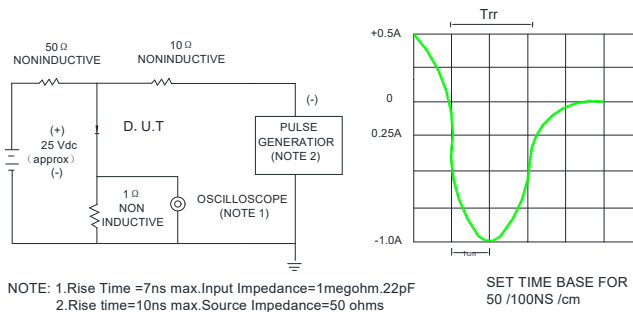 50 Ω
NONINDUCTIVE
10 Ω
NONINDUCTIVE
(+)
25 Vdc
(approx)
(-)
D. U.T
1 Ω
NON
INDUCTIVE
OSCILLOSCOPE
(NOTE 1)
(-)
PULSE
GENERATIOR
(NOTE 2)
Trr
+0.5A
0
0.25A
-1.0A
NOTE: 1.Rise Time =7ns max.Input Impedance=1megohm.22pF
2.Rise time=10ns max.Source Impedance=50 ohms
SET TIME BASE FOR
50 /100NS /cm